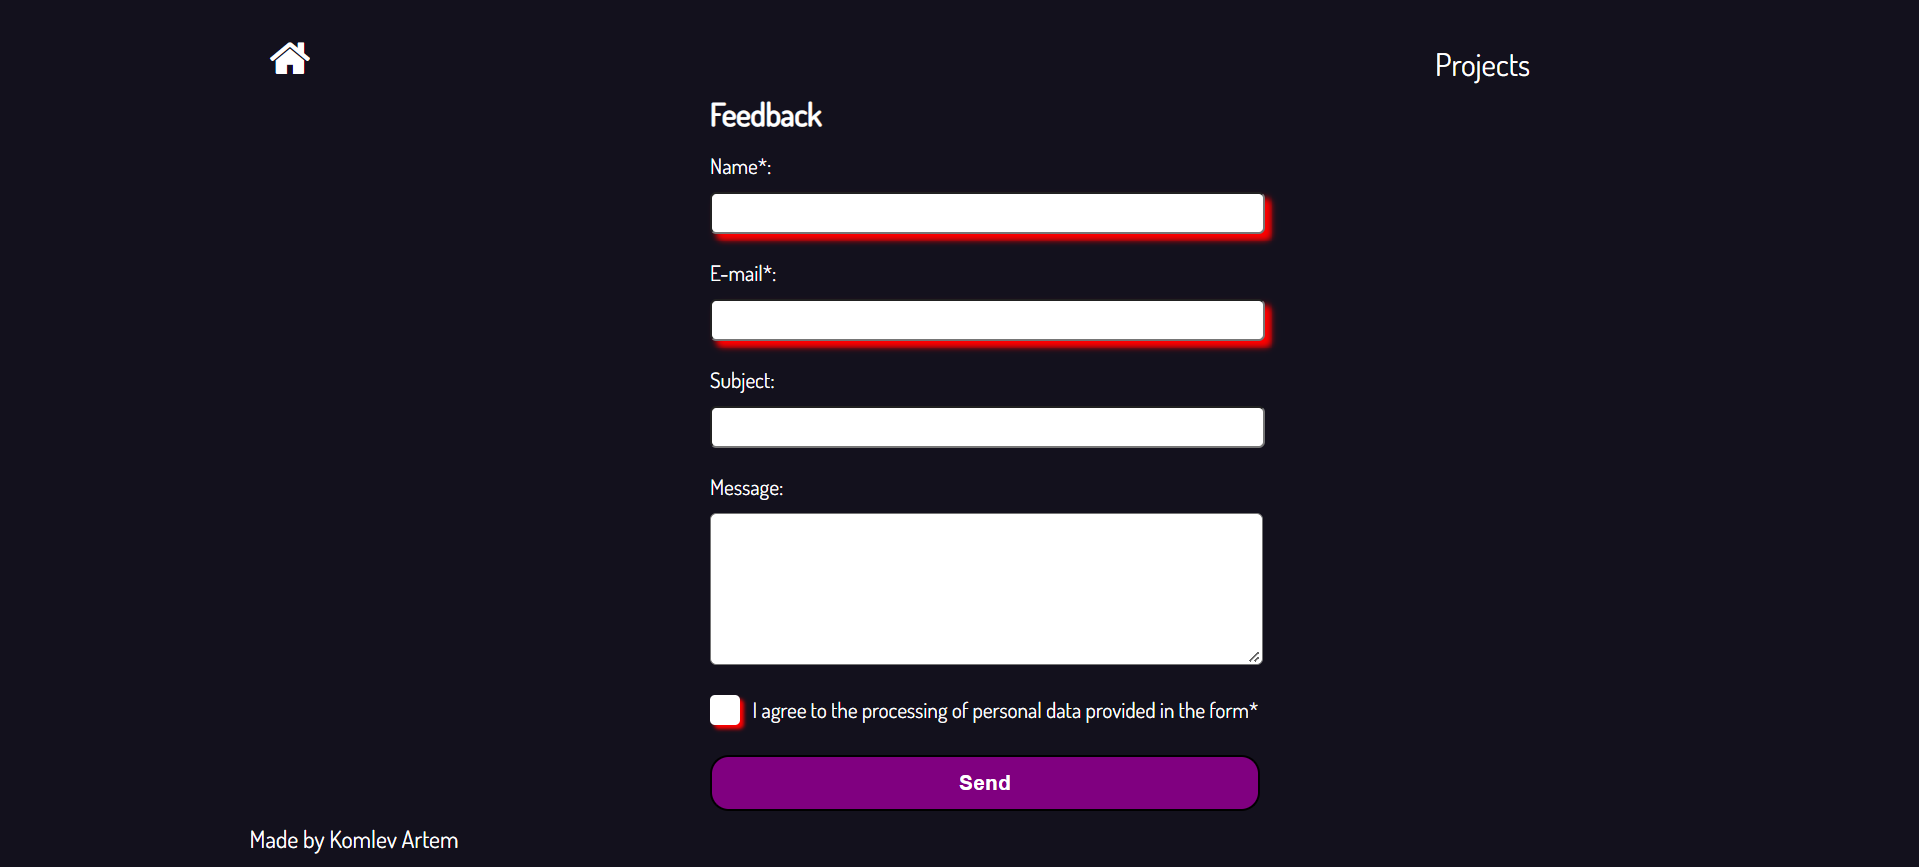 Projects
Feedback
Name*:
E-mail*:
Subject:
Message:
I agree to the processing of personal data provided in the form*
Send
Made by Komlev Artem